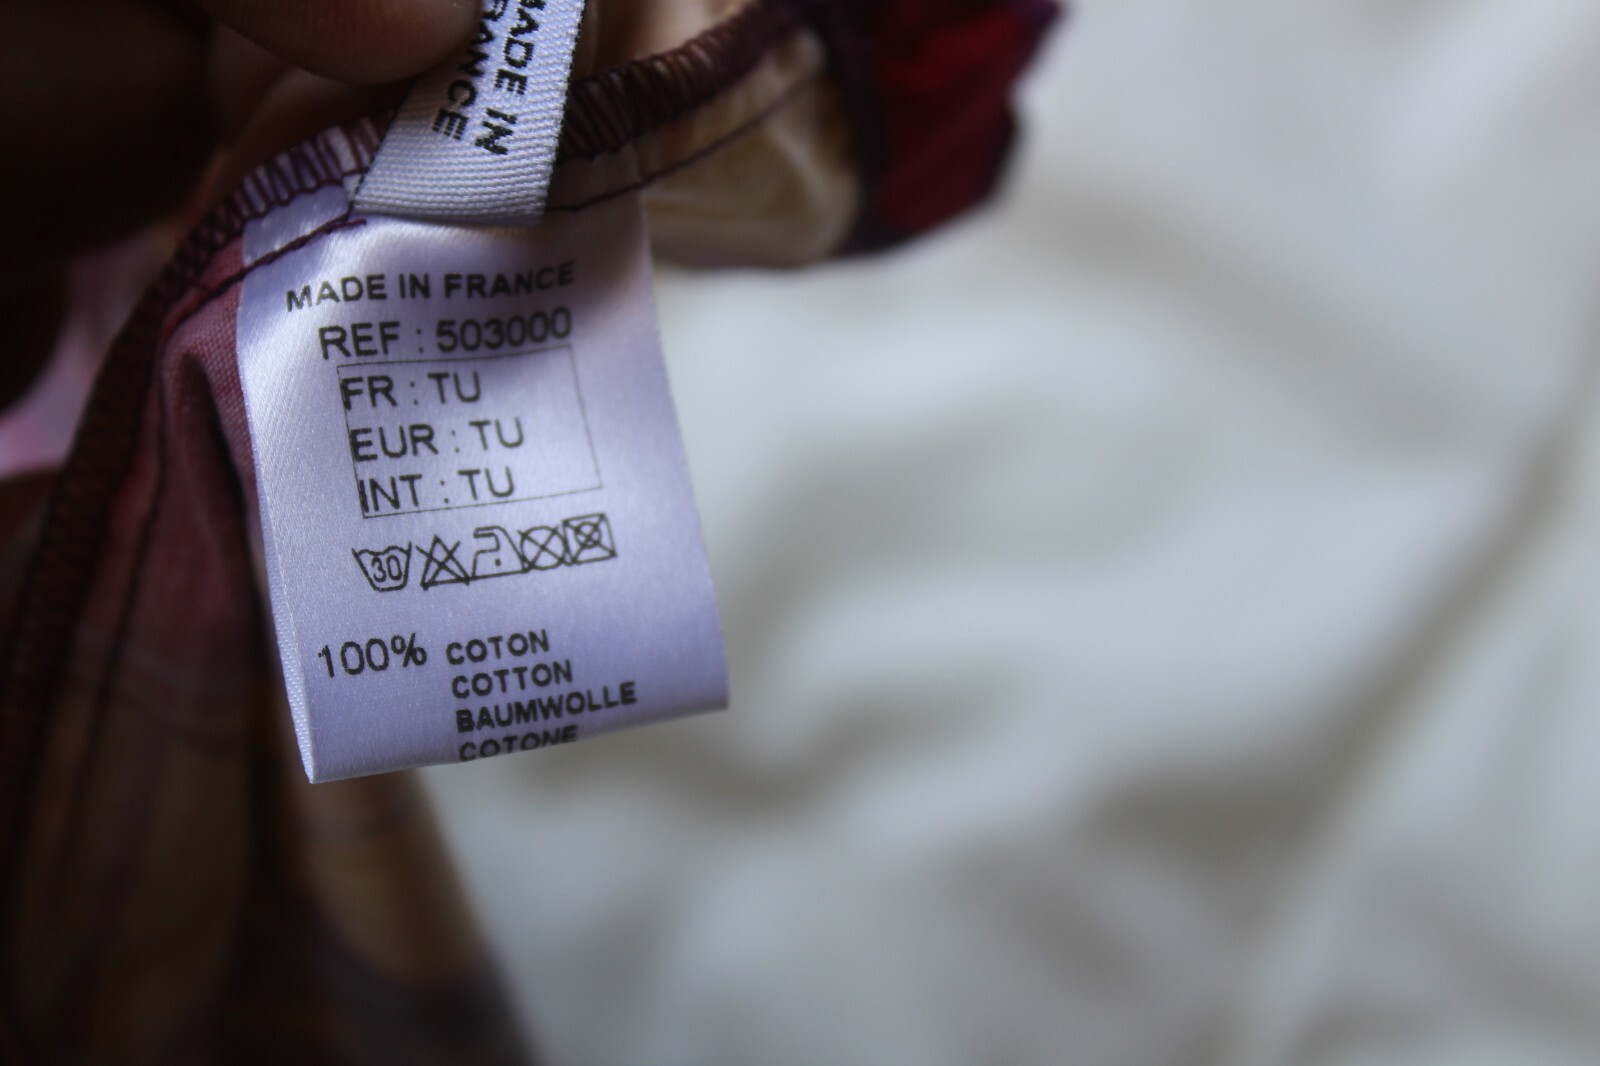 MADE IN
FRANCE
MADE IN FRANCE
REF : 503000
FR : TU
EUR : TU
INT : TU
30
100% COTON
COTTON
BAUMWOLLE
COTONE